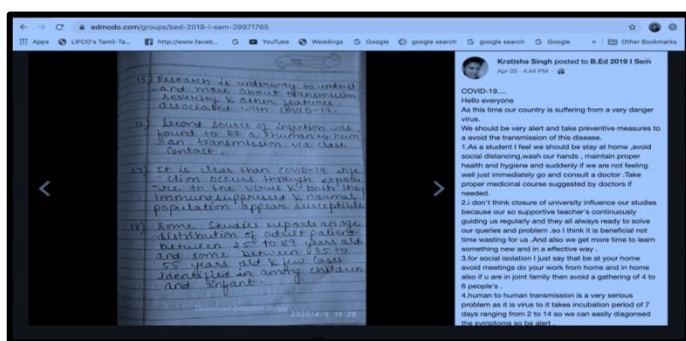 edmodo.com/groups/bed-2019-i-sem-29971765
Apps LIFCO's Tamil-Te... http://www.faceb... G YouTube Weddings Google google search google search Google » Other Bookmarks
15) Research is underway to undust
and more about transmission
severity & other features
associated with covid-19.
16) Second source of infection was
found to be a human to hum
an transmission via close
contact.
17) It is clear than covid-19 infe
-ction occurs through expos
-re to the virus & both the
immunosuppressed & normal
population appear susceptible
18) Some studies reports an age
distribution of adult patient
between 25 to 89 years old
and some between 35 to
55 years old & few cases
identified in among children
and infant.
2020/4/5 16:29
Kratisha Singh posted to B.Ed 2019 I Sem
Apr 05 · 4:44 PM ·
COVID-19....
Hello everyone
As this time our country is suffering from a very danger
virus.
We should be very alert and take preventive measures to
a avoid the transmission of this disease.
1.As a student I feel we should be stay at home ,avoid
social distancing,wash our hands , maintain proper
health and hygiene and suddenly if we are not feeling
well just immediately go and consult a doctor .Take
proper medicinal course suggested by doctors if
needed.
2.i don't think closure of university influence our studies
because our so supportive teacher's continuously
guiding us regularly and they all always ready to solve
our queries and problem .so I think it is beneficial not
time wasting for us .And also we get more time to learn
something new and in a effective way .
3.for social isolation I just say that be at your home
avoid meetings do your work from home and in home
also if u are in joint family then avoid a gathering of 4 to
6 people's .
4.human to human transmission is a very serious
problem as it is virus to it takes incubation period of 7
days ranging from 2 to 14 so we can easily diagonsed
the symptoms so be alert .